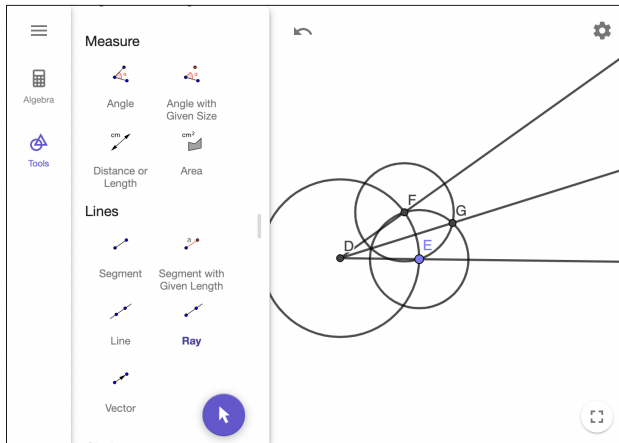 Measure
Algebra
Angle
Angle with
Given Size
Tools
cm
cm²
Distance or
Length
Area
Lines
a
Segment
Segment with
Given Length
Line
Ray
Vector
F
G
D
E